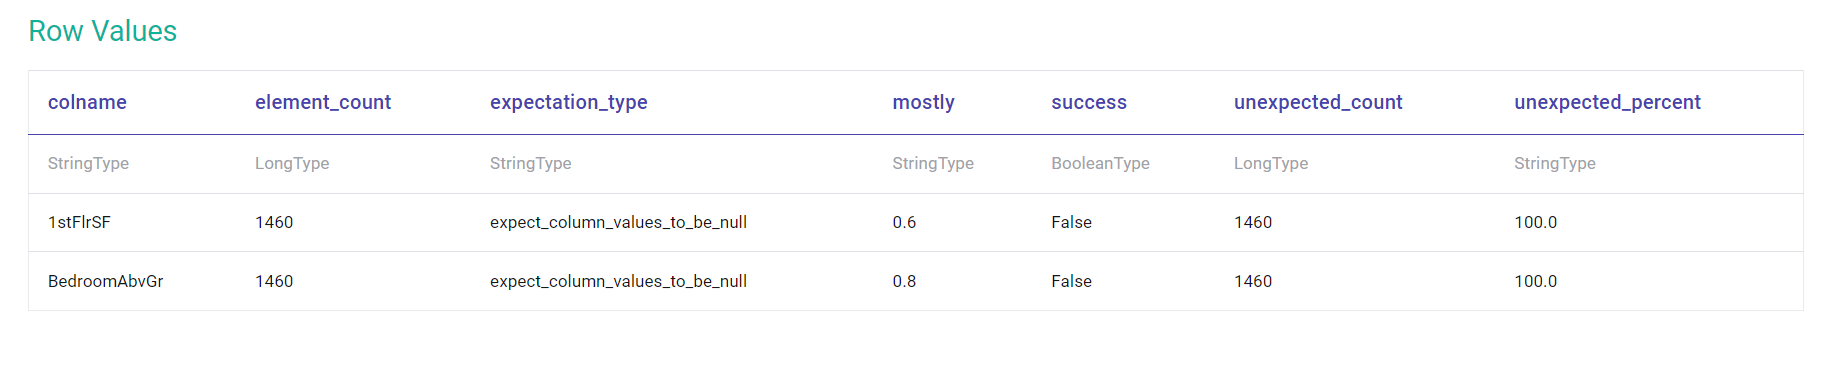 Row Values
colname element_count expectation_type mostly success unexpected_count unexpected_percent
StringType LongType StringType StringType BooleanType LongType StringType
1stFlrSF 1460 expect_column_values_to_be_null 0.6 False 1460 100.0
BedroomAbvGr 1460 expect_column_values_to_be_null 0.8 False 1460 100.0